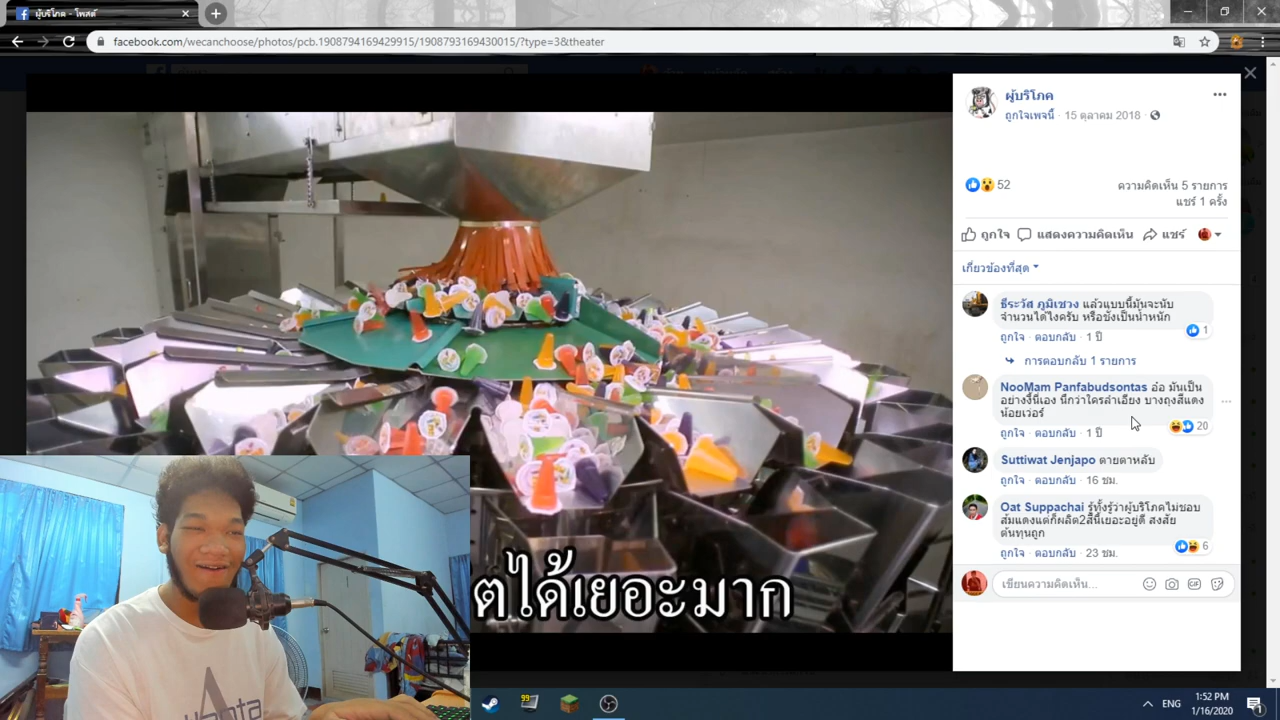 ผู้บริโภค - โพสต์
facebook.com/wecanchoose/photos/pcb.1908794169429915/1908793169430015/?type=3&theater
ผู้บริโภค
ถูกใจเพจนี้ · 15 ตุลาคม 2018
52
ความคิดเห็น 5 รายการ
แชร์ 1 ครั้ง
ถูกใจ แสดงความคิดเห็น แชร์
เกี่ยวข้องที่สุด
ธีระวัส ภูมิเซวง แล้วแบบนี้มันจะนับ
จำนวนได้ไงครับ หรือชั่งเป็นน้ำหนัก
1
ถูกใจ · ตอบกลับ · 1 ปี
การตอบกลับ 1 รายการ
NooMam Panfabudsontas อ๋อ มันเป็น
อย่างงี้นี่เอง นึกว่าใครลำเอียง บางถุงสีแดง
น้อยเว่อร์
20
ถูกใจ · ตอบกลับ · 1 ปี
Suttiwat Jenjapo ตายตาหลับ
ถูกใจ · ตอบกลับ · 16 ชม.
Oat Suppachai รู้ทั้งรู้ว่าผู้บริโภคไม่ชอบ
ส้มแดงแต่ก็ผลิต2สีนี้เยอะอยู่ดี สงสัย
ต้นทุนถูก
6
ถูกใจ · ตอบกลับ · 23 ชม.
เขียนความคิดเห็น...
ตได้เยอะมาก
99+
ENG
1:52 PM
1/16/2020
1